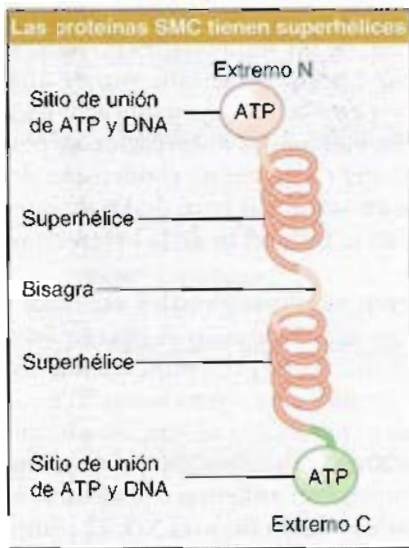 Las proteínas SMC tienen superhélices
Extremo N
Sitio de unión
de ATP y DNA
ATP
Superhélice
Bisagra
Superhélice
Sitio de unión
de ATP y DNA
ATP
Extremo C